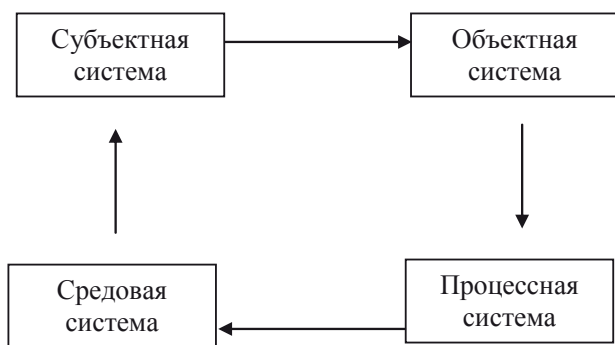 Субъектная
система
Объектная
система
Средовая
система
Процессная
система